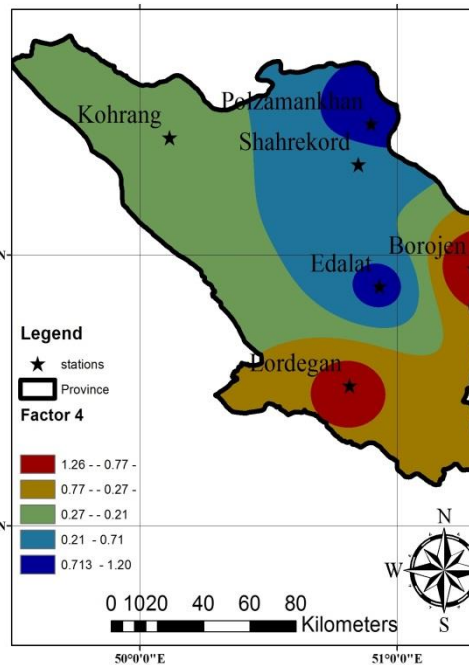 Polzamankhan
Kohrang
Shahrekord
Borojen
N
Edalat
Legend
stations
Province
Lordegan
Factor 4
1.26 - - 0.77 -
0.77 - -0.27 -
0.27 - - 0.21
0.21 - 0.71
0.713 - 1.20
N
N
W
S
0 10 20 40 60 80
Kilometers
50°0'0"E
51°0'0"E